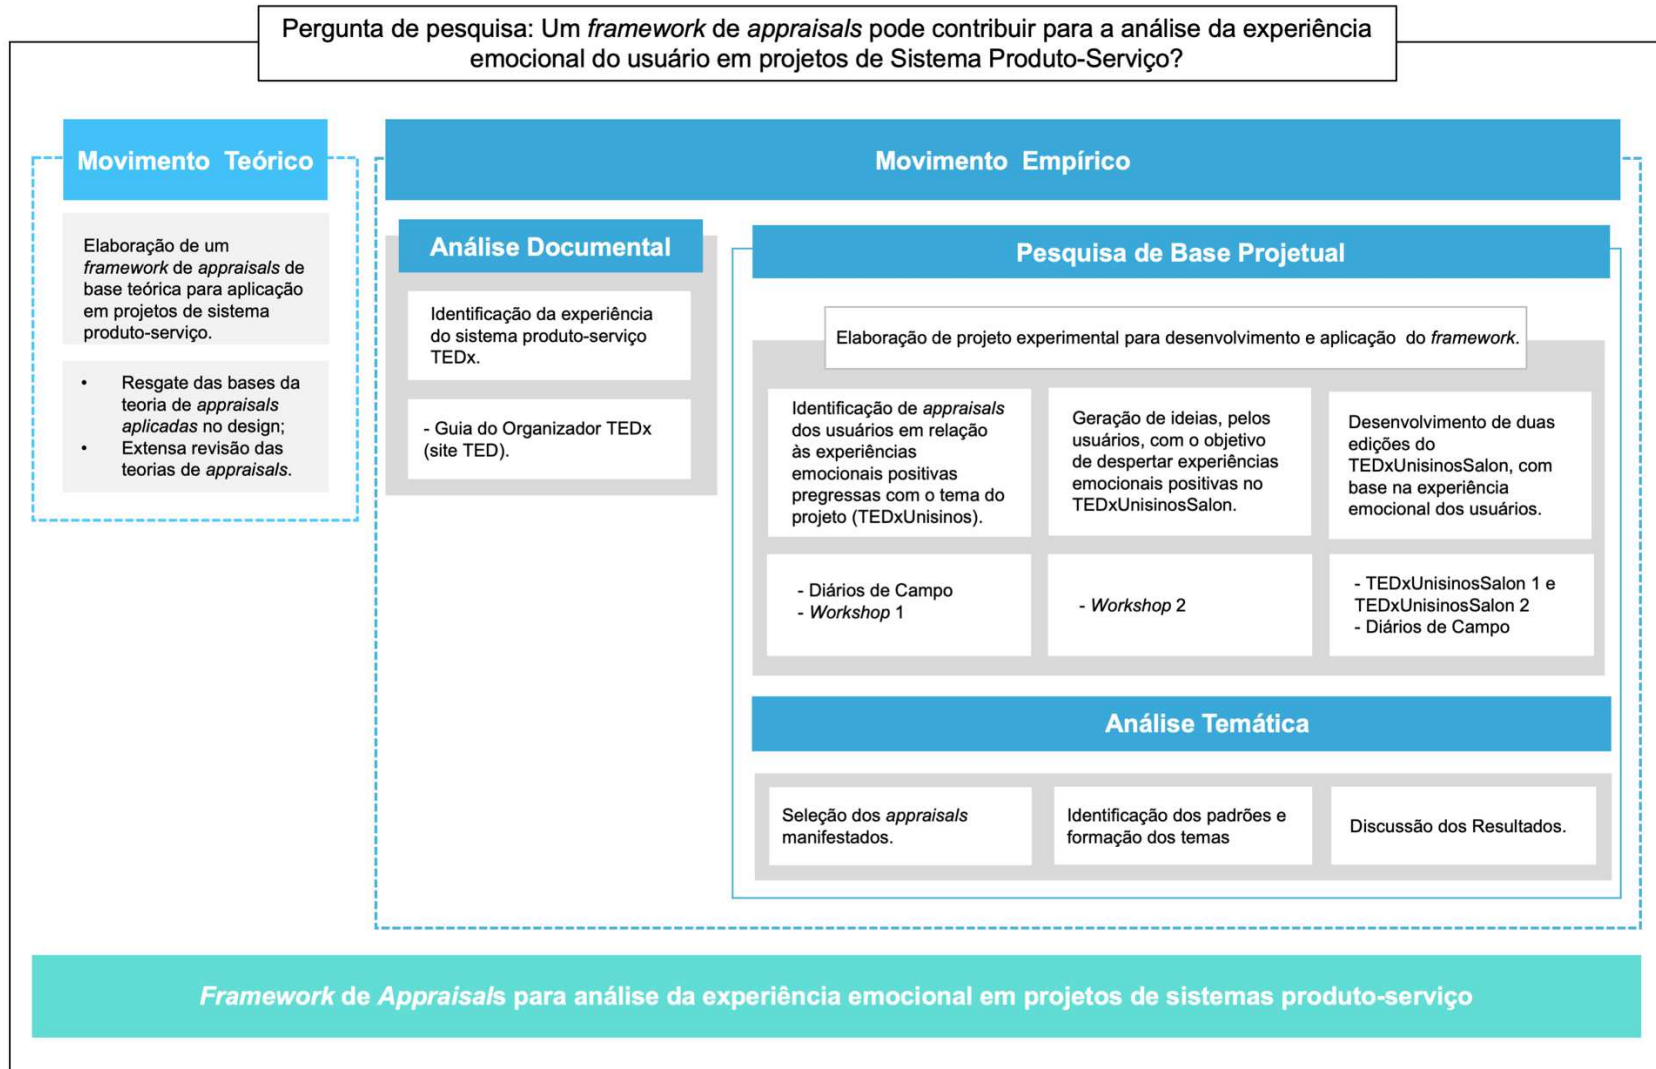 Pergunta de pesquisa: Um framework de appraisals pode contribuir para a análise da experiência
emocional do usuário em projetos de Sistema Produto-Serviço?
Movimento Teórico
Elaboração de um
framework de appraisals de
base teórica para aplicação
em projetos de sistema
produto-serviço.
• Resgate das bases da
teoria de appraisals
aplicadas no design;
• Extensa revisão das
teorias de appraisals.
Movimento Empírico
Análise Documental
Identificação da experiência
do sistema produto-serviço
TEDx.
- Guia do Organizador TEDx
(site TED).
Pesquisa de Base Projetual
Elaboração de projeto experimental para desenvolvimento e aplicação do framework.
Identificação de appraisals
dos usuários em relação
às experiências
emocionais positivas
pregressas com o tema do
projeto (TEDxUnisinos).
Geração de ideias, pelos
usuários, com o objetivo
de despertar experiências
emocionais positivas no
TEDxUnisinosSalon.
Desenvolvimento de duas
edições do
TEDxUnisinosSalon, com
base na experiência
emocional dos usuários.
- Diários de Campo
- Workshop 1
- Workshop 2
- TEDxUnisinosSalon 1 e
TEDxUnisinosSalon 2
- Diários de Campo
Análise Temática
Seleção dos appraisals
manifestados.
Identificação dos padrões e
formação dos temas
Discussão dos Resultados.
Framework de Appraisals para análise da experiência emocional em projetos de sistemas produto-serviço